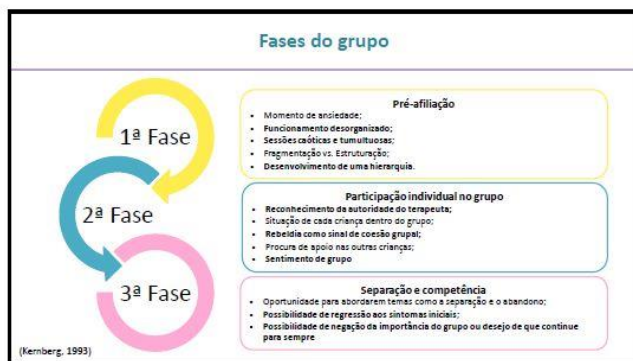 Fases do grupo
1ª Fase
Pré-afiliação
Momento de ansiedade;
Funcionamento desorganizado;
Sessões caóticas e tumultuosas;
Fragmentação vs. Estruturação;
Desenvolvimento de uma hierarquia.
2ª Fase
Participação individual no grupo
Reconhecimento da autoridade do terapeuta;
Situação de cada criança dentro do grupo;
Rebeldia como sinal de coesão grupal;
Procura de apoio nas outras crianças;
Sentimento de grupo
3ª Fase
Separação e competência
Oportunidade para abordarem temas como a separação e o abandono;
Possibilidade de regressão aos sintomas iniciais;
Possibilidade de negação da importância do grupo ou desejo de que continue
para sempre
(Kernberg, 1993)